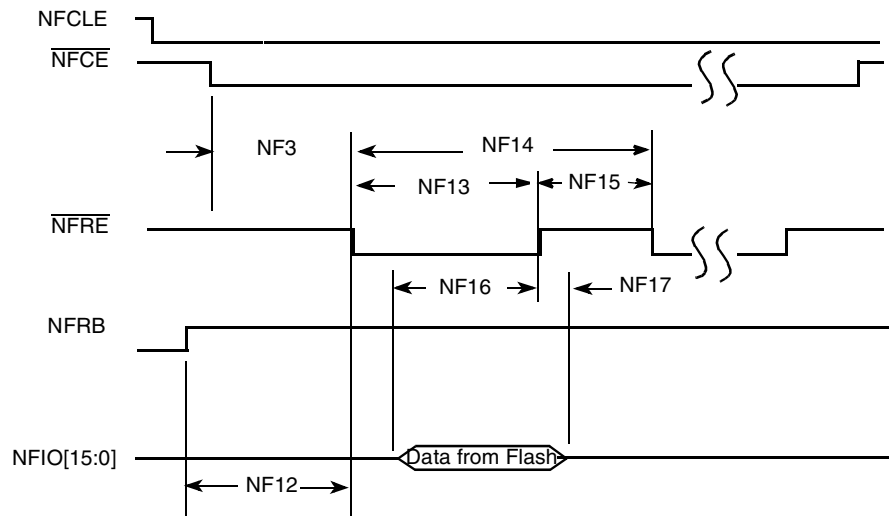 NFCLE
NFCE
NF3
NF14
NF13
NF15
NFRE
NF16
NF17
NFRB
NFIO[15:0]
Data from Flash
NF12